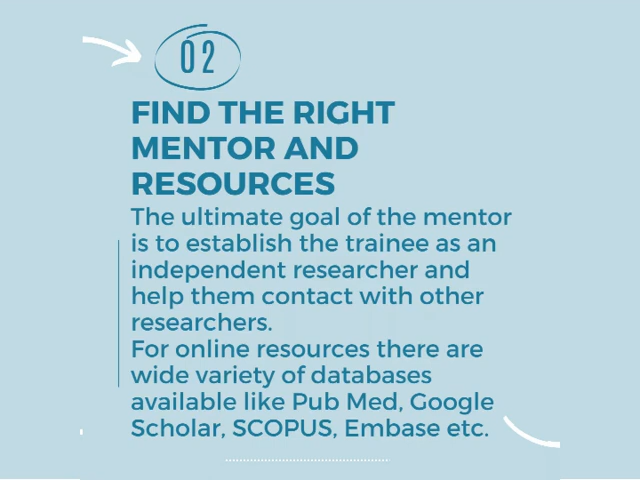 02
FIND THE RIGHT
MENTOR AND
RESOURCES
The ultimate goal of the mentor
is to establish the trainee as an
independent researcher and
help them contact with other
researchers.
For online resources there are
wide variety of databases
available like Pub Med, Google
Scholar, SCOPUS, Embase etc.